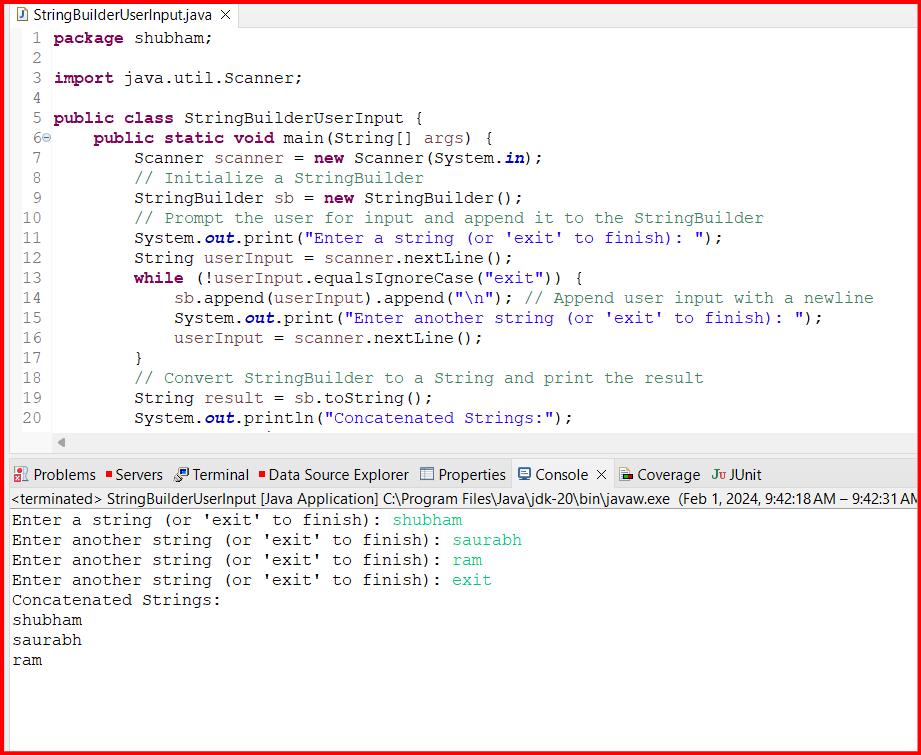 StringBuilderUserInput.java
1 package shubham;
2
3 import java.util.Scanner;
4
5 public class StringBuilderUserInput {
6 public static void main(String[] args) {
7 Scanner scanner = new Scanner(System.in);
8 // Initialize a StringBuilder
9 StringBuilder sb = new StringBuilder();
10 // Prompt the user for input and append it to the StringBuilder
11 System.out.print("Enter a string (or 'exit' to finish): ");
12 String userInput = scanner.nextLine();
13 while (!userInput.equalsIgnoreCase("exit")) {
14 sb.append(userInput).append("\n"); // Append user input with a newline
15 System.out.print("Enter another string (or 'exit' to finish): ");
16 userInput = scanner.nextLine();
17 }
18 // Convert StringBuilder to a String and print the result
19 String result = sb.toString();
20 System.out.println("Concatenated Strings:");
Problems Servers Terminal Data Source Explorer Properties Console Coverage JUnit
<terminated> StringBuilderUserInput [Java Application] C:\Program Files\Java\jdk-20\bin\javaw.exe (Feb 1, 2024, 9:42:18 AM – 9:42:31 AM
Enter a string (or 'exit' to finish): shubham
Enter another string (or 'exit' to finish): saurabh
Enter another string (or 'exit' to finish): ram
Enter another string (or 'exit' to finish): exit
Concatenated Strings:
shubham
saurabh
ram